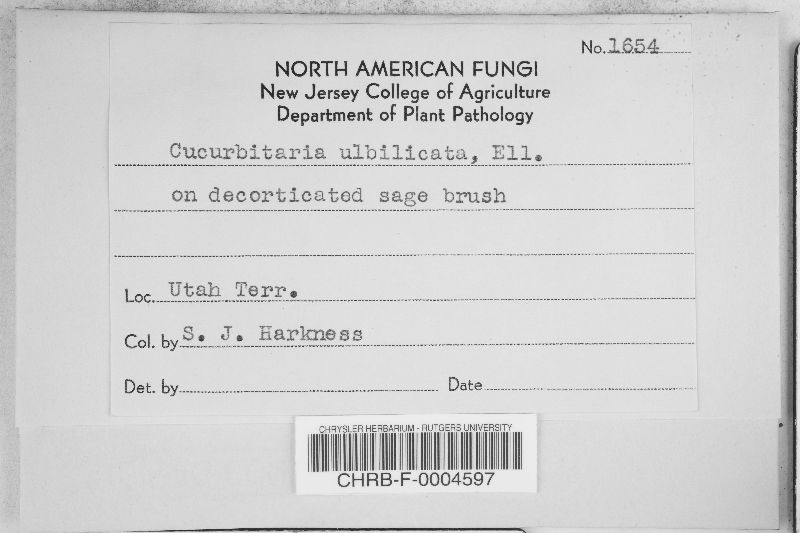 No. 1654
NORTH AMERICAN FUNGI
New Jersey College of Agriculture
Department of Plant Pathology
Cucurbitaria ulbilicata, Ell.
on decorticated sage brush
Loc. Utah Terr.
Col. by S. J. Harkness
Det. by Date
CHRYSLER HERBARIUM - RUTGERS UNIVERSITY
CHRB-F-0004597